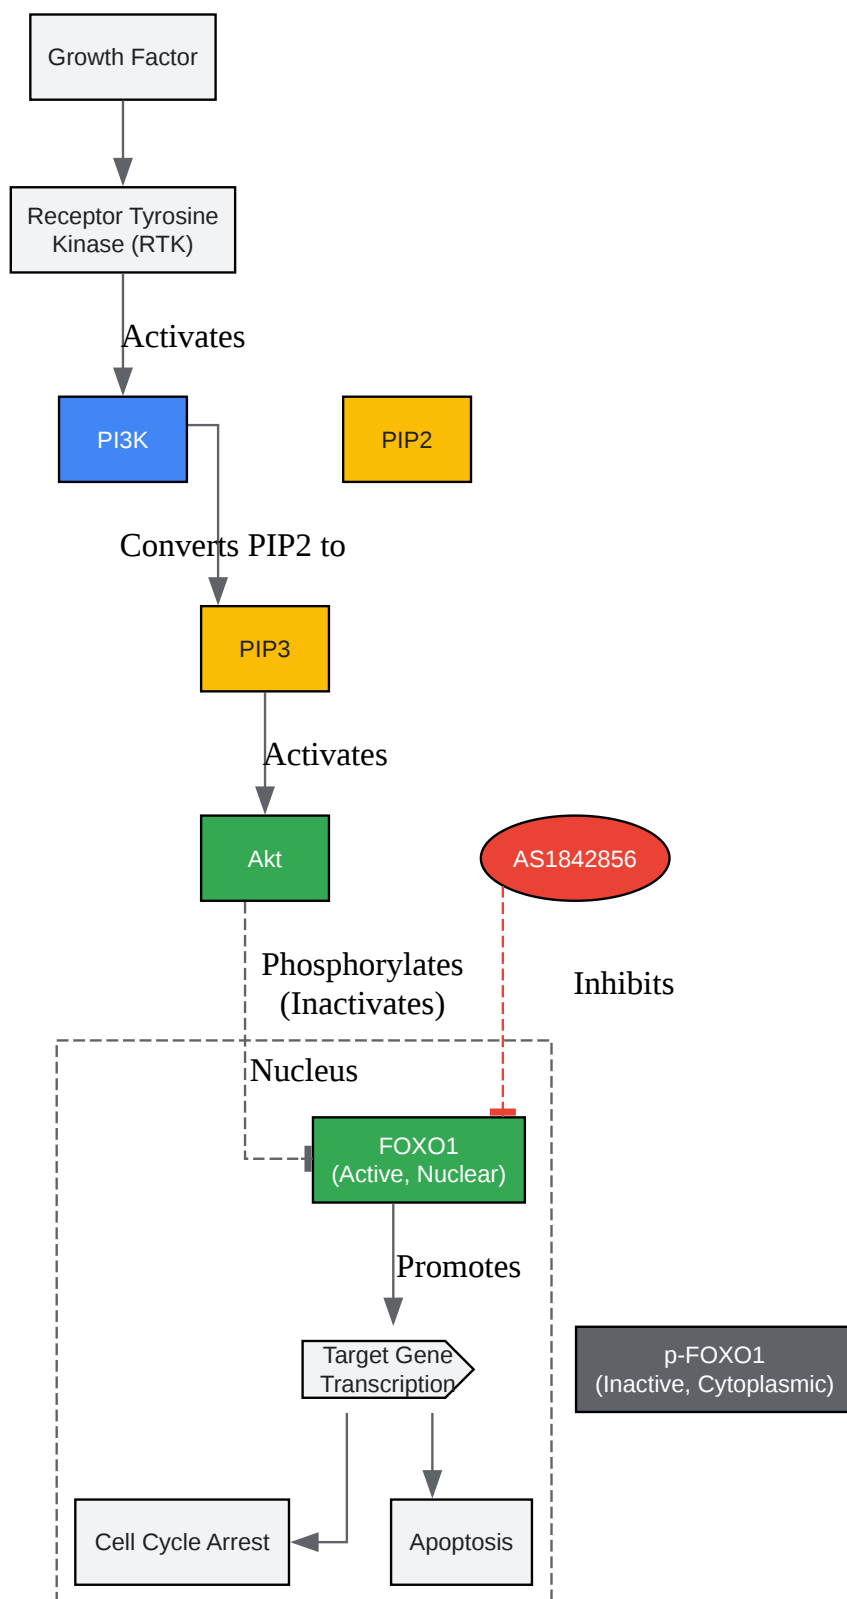 Growth Factor
Receptor Tyrosine
Kinase (RTK)
Activates
PI3K
PIP2
Converts PIP2 to
PIP3
Activates
Akt
AS1842856
Phosphorylates
(Inactivates)
Inhibits
Nucleus
FOXO1
(Active, Nuclear)
Promotes
Target Gene
Transcription
p-FOXO1
(Inactive, Cytoplasmic)
Cell Cycle Arrest
Apoptosis